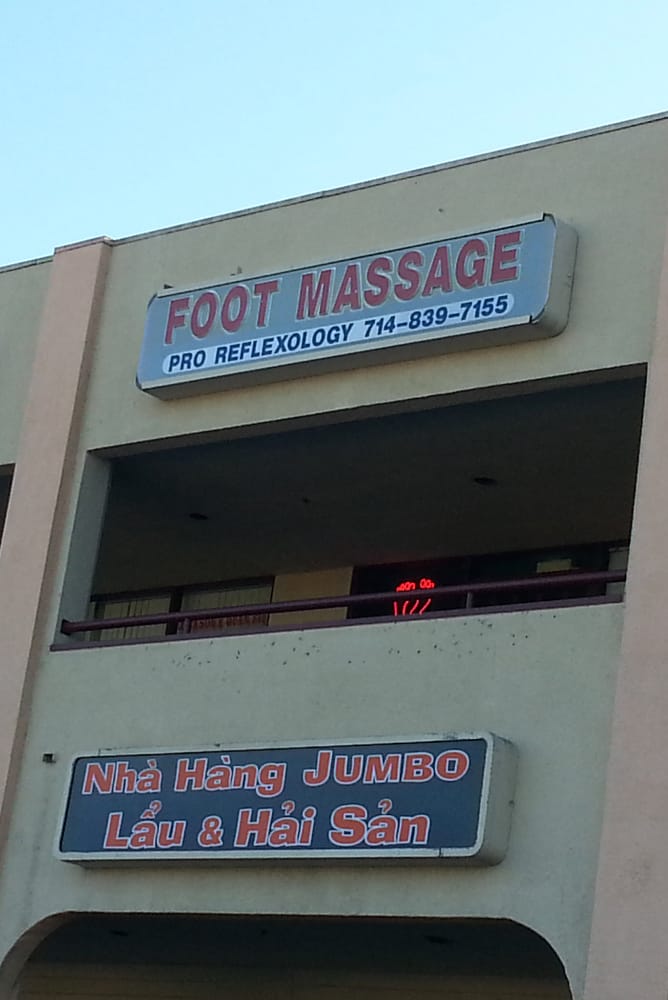 FOOT MASSAGE
PRO REFLEXOLOGY 714-839-7155
Nhà Hàng JUMBO
Lẩu & Hải Sản